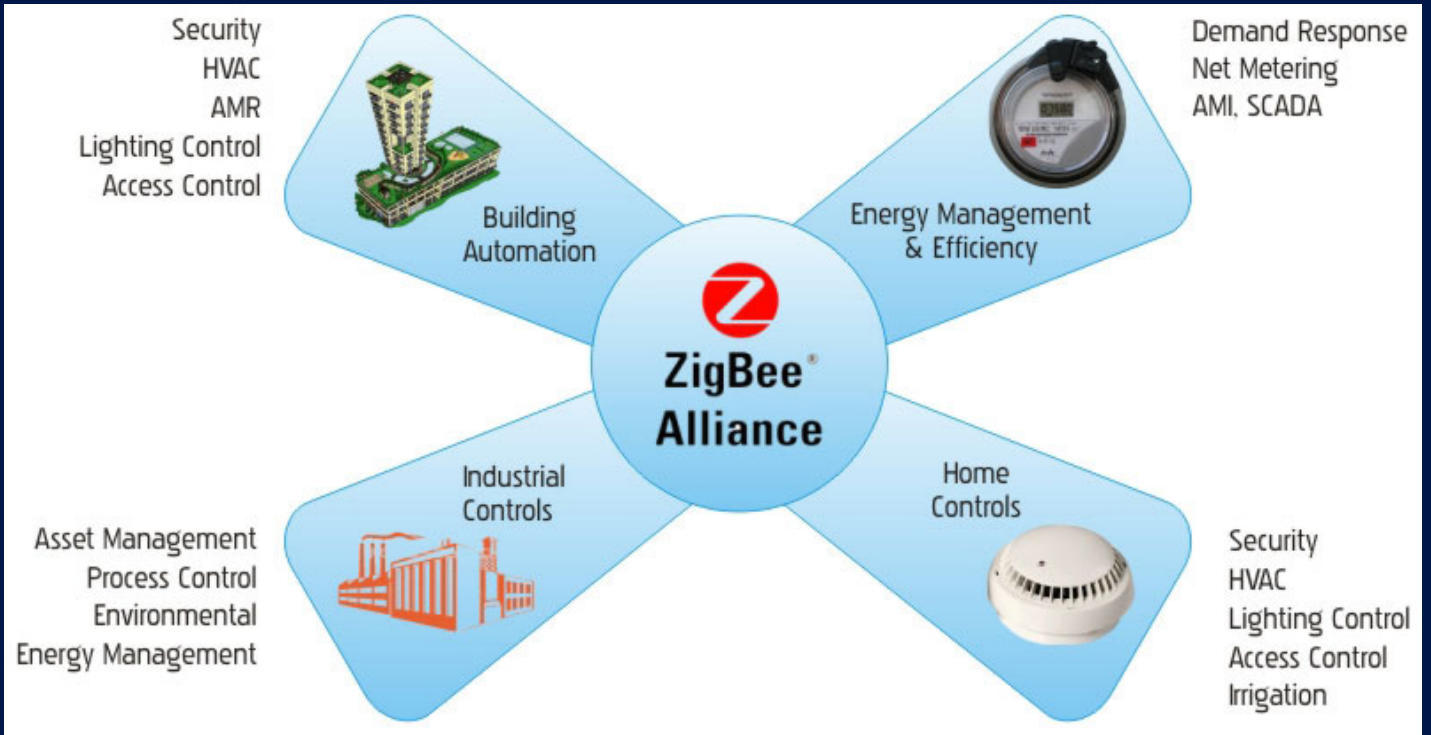 Security
HVAC
AMR
Lighting Control
Access Control
Building
Automation
Demand Response
Net Metering
AMI, SCADA
Energy Management
& Efficiency
Z
ZigBee®
Alliance
Industrial
Controls
Asset Management
Process Control
Environmental
Energy Management
Home
Controls
Security
HVAC
Lighting Control
Access Control
Irrigation